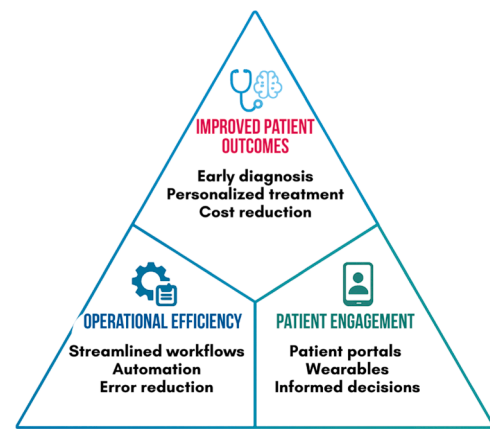 IMPROVED PATIENT
OUTCOMES
Early diagnosis
Personalized treatment
Cost reduction
OPERATIONAL EFFICIENCY
Streamlined workflows
Automation
Error reduction
PATIENT ENGAGEMENT
Patient portals
Wearables
Informed decisions